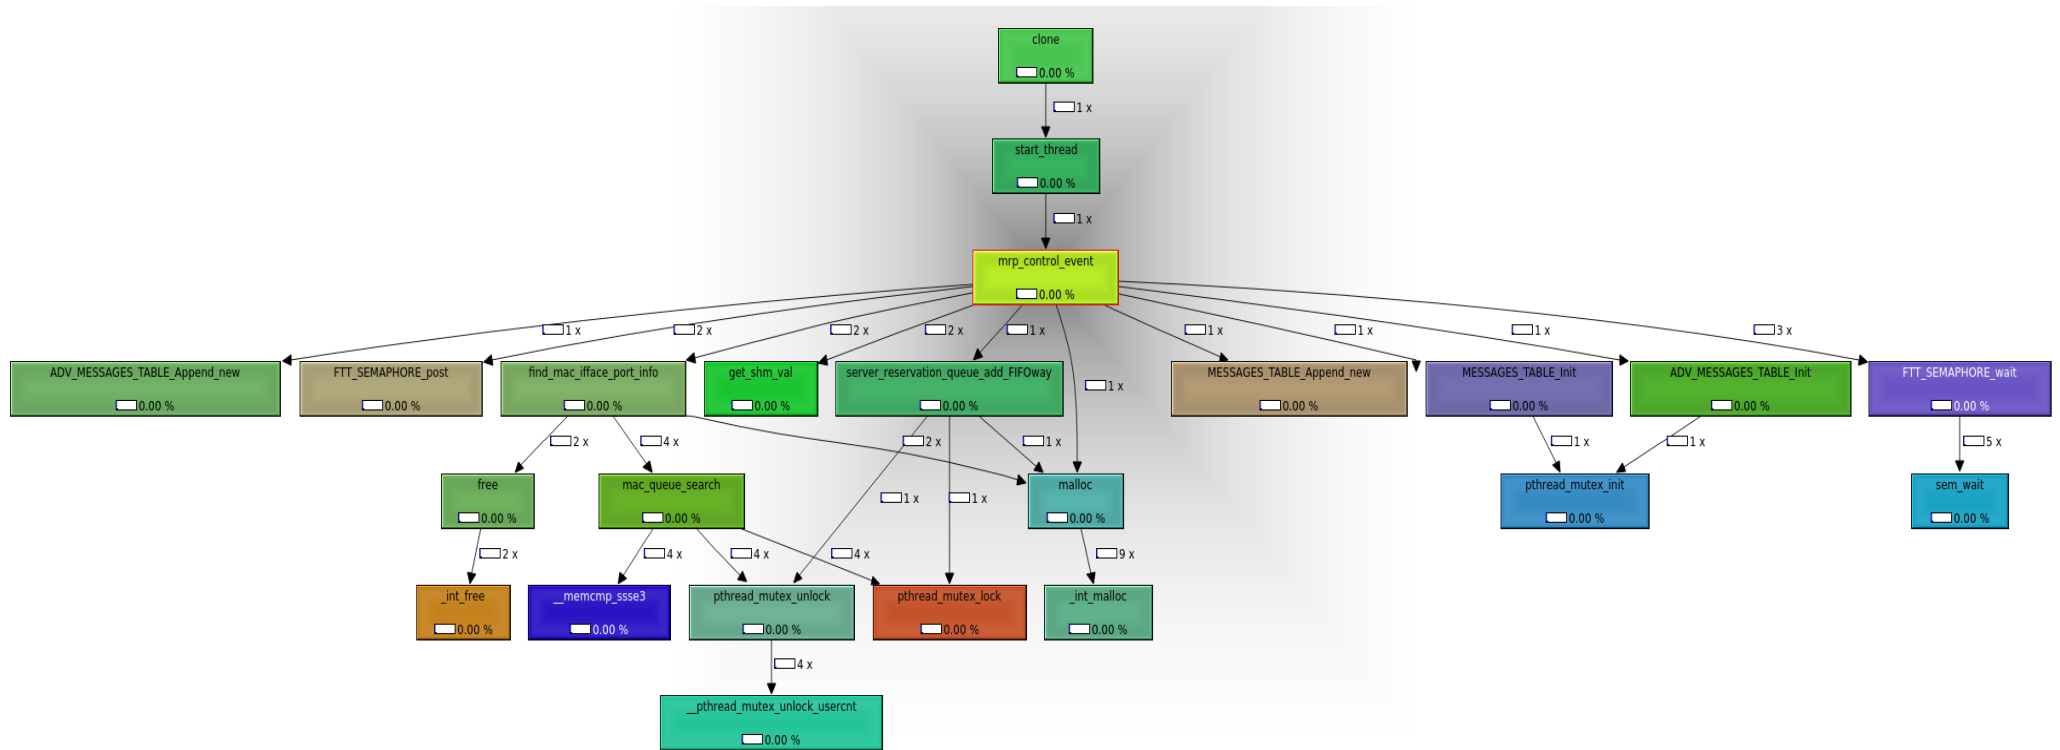 clone
0.00 %
1 x
start_thread
0.00 %
1 x
mrp_control_event
0.00 %
1 x
2 x
2 x
2 x
1 x
1 x
1 x
1 x
3 x
ADV_MESSAGES_TABLE_Append_new
0.00 %
FTT_SEMAPHORE_post
0.00 %
find_mac_ifface_port_info
0.00 %
get_shm_val
0.00 %
server_reservation_queue_add_FIFOway
0.00 %
1 x
MESSAGES_TABLE_Append_new
0.00 %
MESSAGES_TABLE_Init
0.00 %
ADV_MESSAGES_TABLE_Init
0.00 %
FTT_SEMAPHORE_wait
0.00 %
2 x
4 x
2 x
1 x
1 x
1 x
5 x
free
0.00 %
mac_queue_search
0.00 %
1 x
1 x
malloc
0.00 %
pthread_mutex_init
0.00 %
sem_wait
0.00 %
2 x
4 x
4 x
4 x
9 x
_int_free
0.00 %
__memcmp_ssse3
0.00 %
pthread_mutex_unlock
0.00 %
pthread_mutex_lock
0.00 %
_int_malloc
0.00 %
4 x
__pthread_mutex_unlock_usercnt
0.00 %